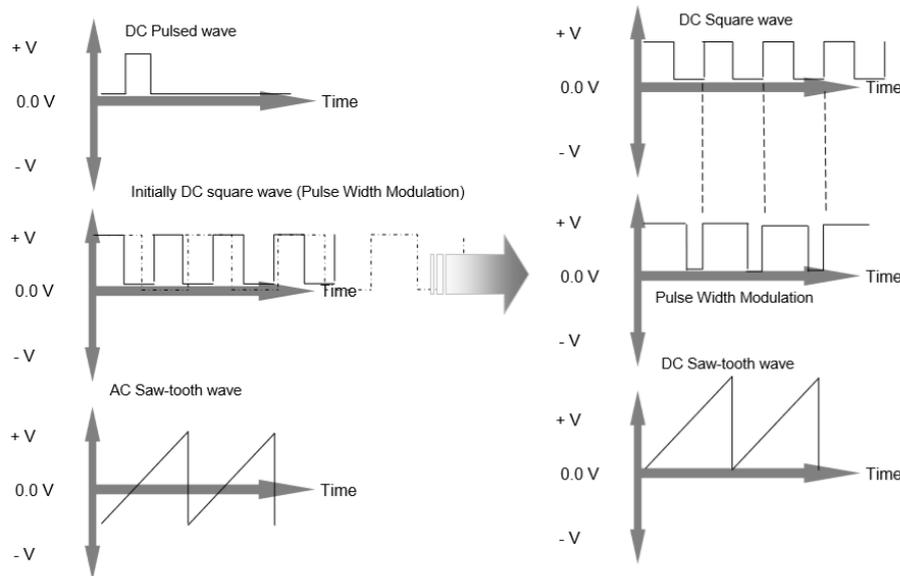 DC Pulsed wave
+ V
0.0 V
Time
- V
DC Square wave
+ V
0.0 V
Time
- V
Initially DC square wave (Pulse Width Modulation)
+ V
0.0 V
Time
- V
+ V
0.0 V
Time
Pulse Width Modulation
- V
AC Saw-tooth wave
+ V
0.0 V
Time
- V
DC Saw-tooth wave
+ V
0.0 V
Time
- V